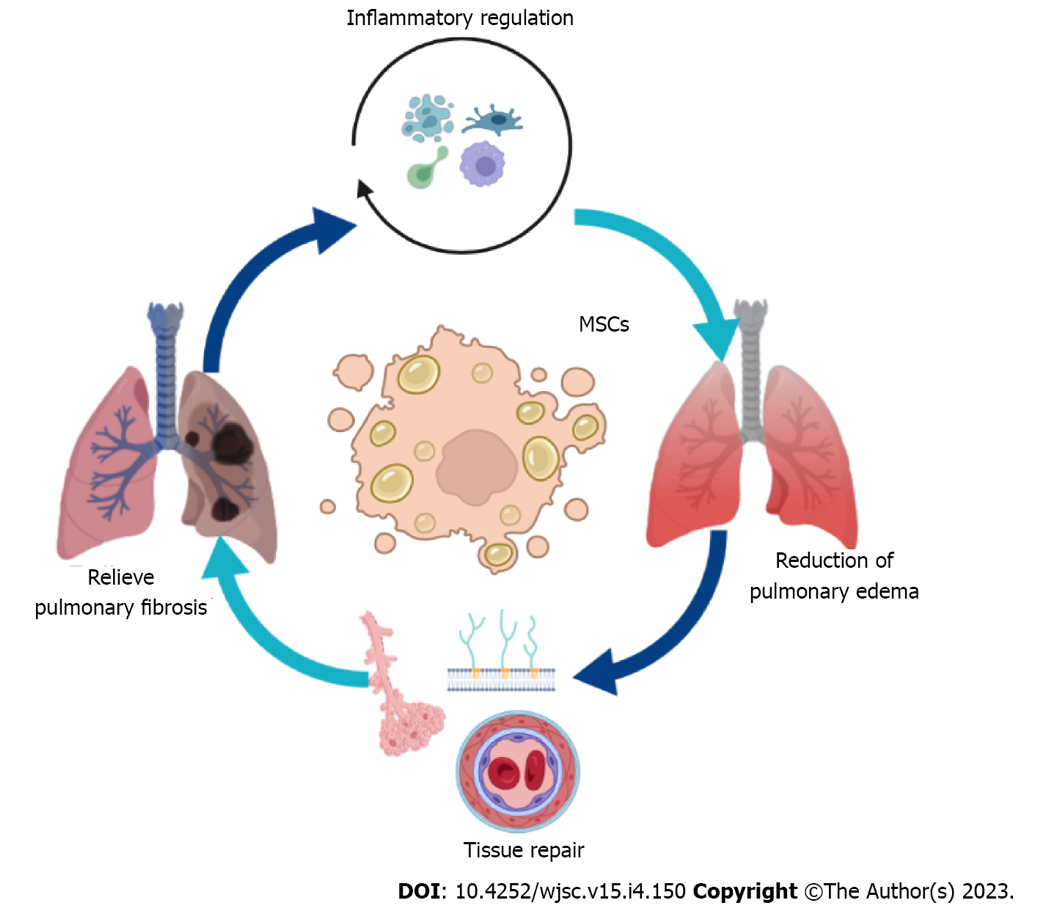 Inflammatory regulation
MSCs
Reduction of
pulmonary edema
Relieve
pulmonary fibrosis
Tissue repair
DOI: 10.4252/wjsc.v15.i4.150 Copyright ©The Author(s) 2023.